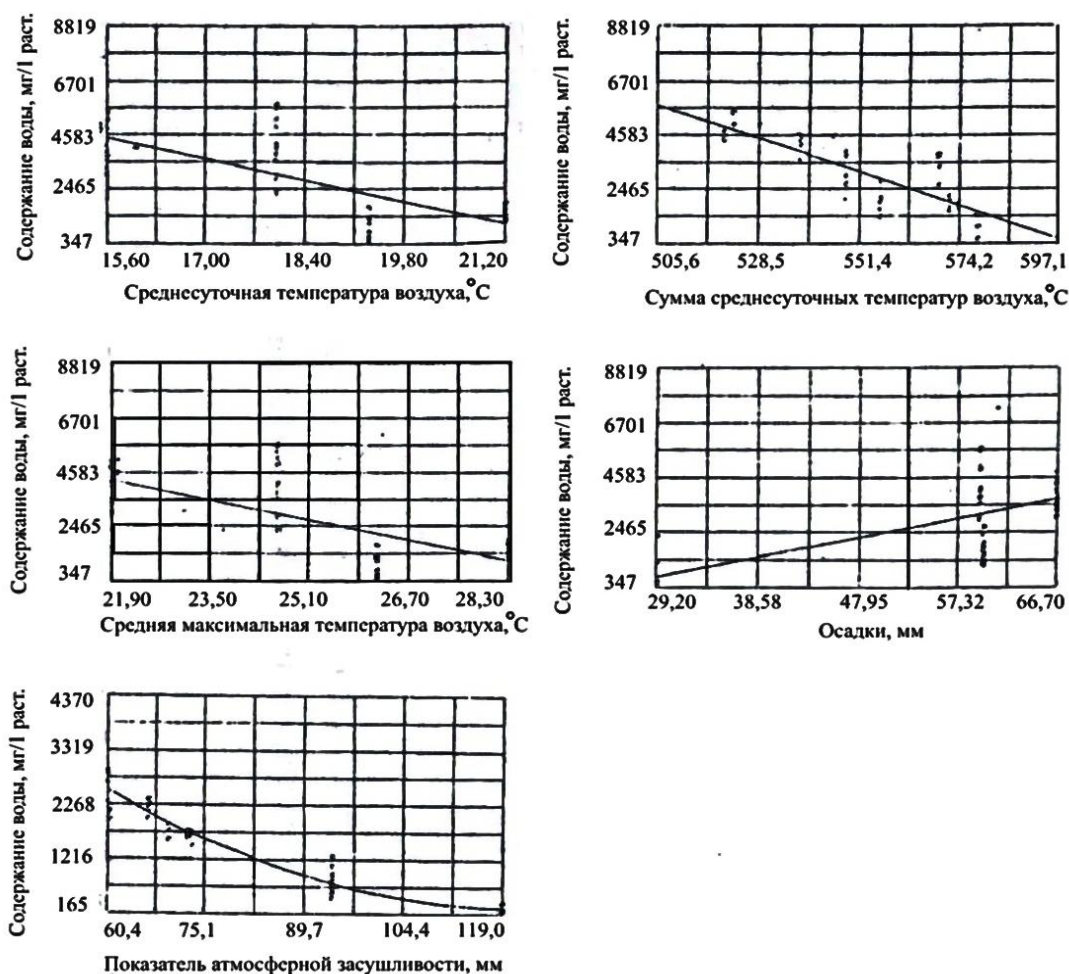 Содержание воды, мг/1 раст.
8819
6701
4583
2465
347
15,60 17,00 18,40 19,80 21,20
Среднесуточная температура воздуха,°C
Содержание воды, мг/1 раст.
8819
6701
4583
2465
347
505,6 528,5 551,4 574,2 597,1
Сумма среднесуточных температур воздуха,°C
Содержание воды, мг/1 раст.
8819
6701
4583
2465
347
21,90 23,50 25,10 26,70 28,30
Средняя максимальная температура воздуха,°C
Содержание воды, мг/1 раст.
8819
6701
4583
2465
347
29,20 38,58 47,95 57,32 66,70
Осадки, мм
Содержание воды, мг/1 раст.
4370
3319
2268
1216
165
60,4 75,1 89,7 104,4 119,0
Показатель атмосферной засушливости, мм